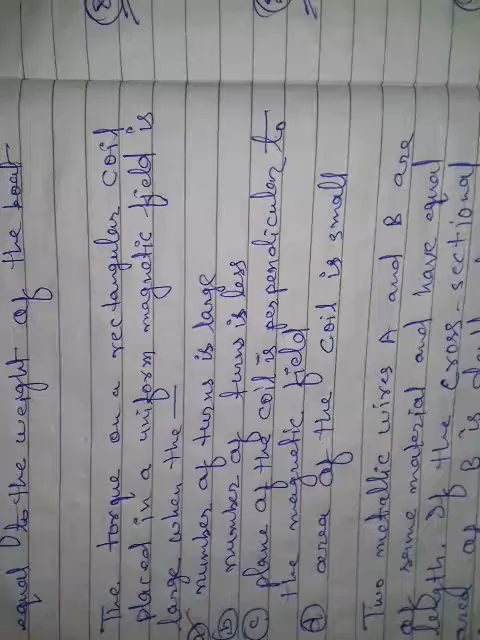 equal to the weight of the boat
The torque on a rectangular coil
placed in a uniform magnetic field is
large when the __
number of turns is large
(b) number of turns is less
(c) plane of the coil is perpendicular to
the magnetic field
(d) area of the coil is small
Two metallic wires A and B are
of same material and have equal
length. If the cross-sectional
of B is